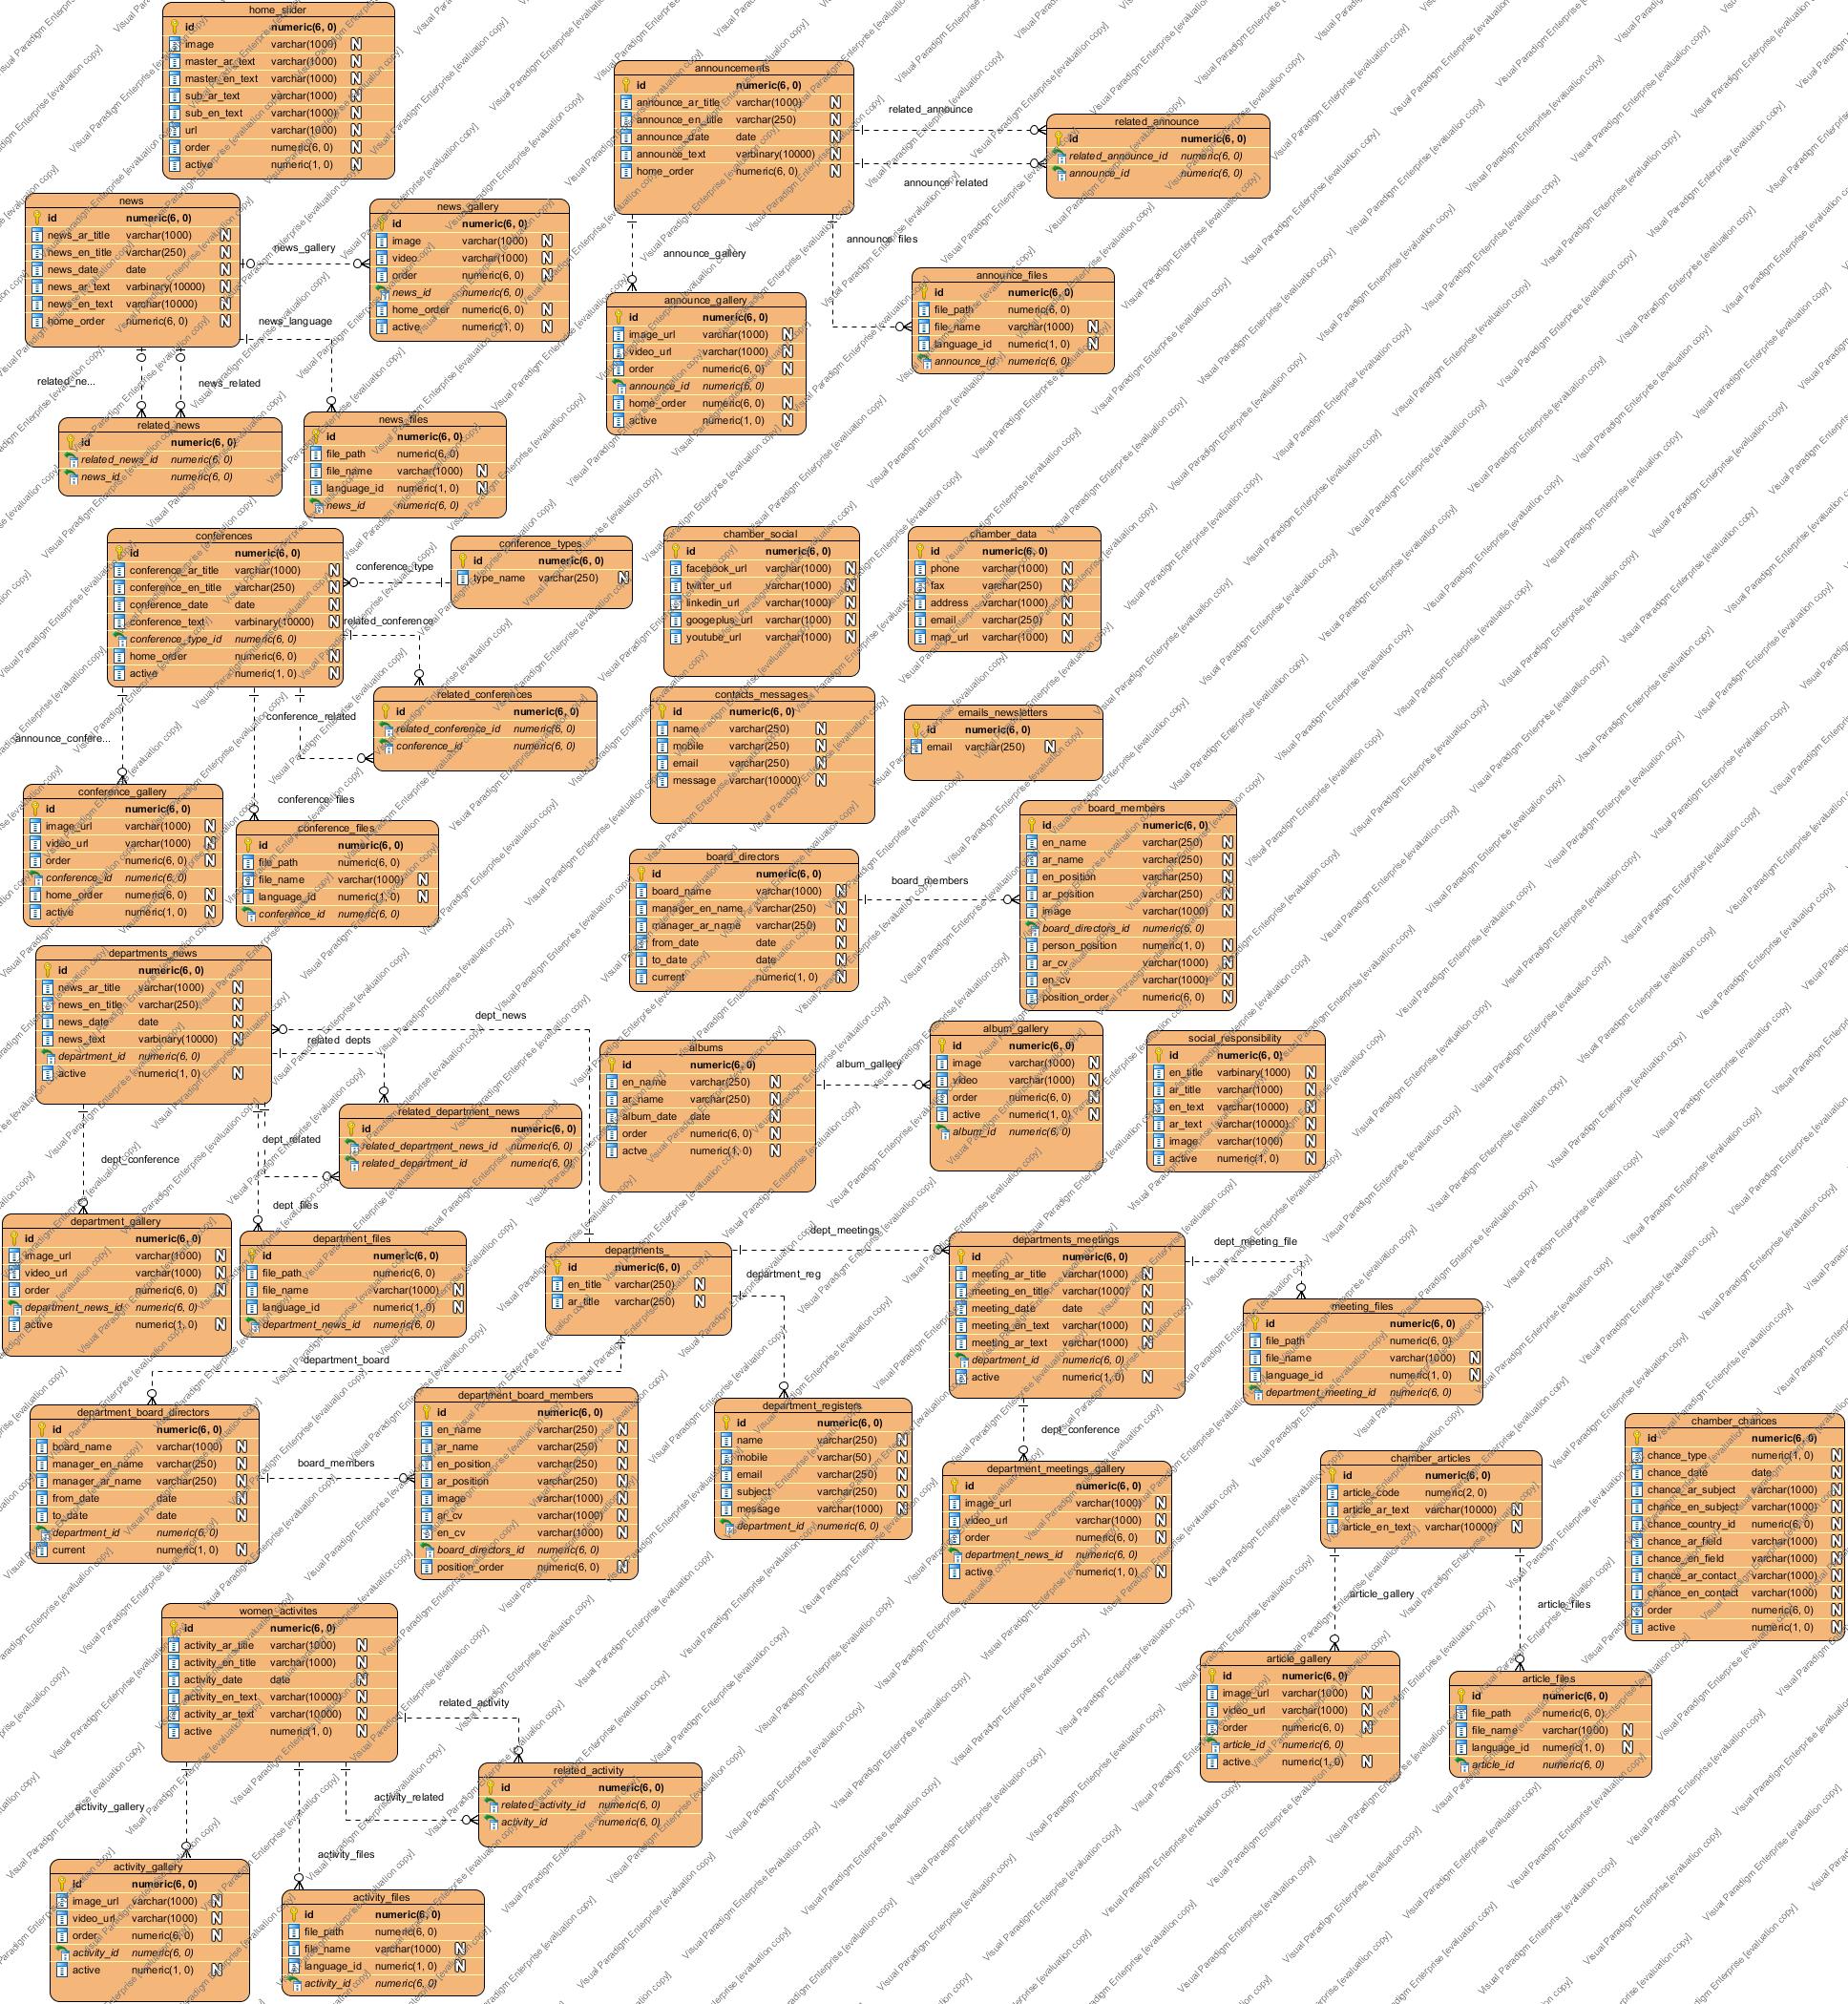 home_slider
id numeric(6, 0)
image varchar(1000) N
master_ar_text varchar(1000) N
master_en_text varchar(1000) N
sub_ar_text varchar(1000) N
sub_en_text varchar(1000) N
url varchar(1000) N
order numeric(6, 0) N
active numeric(1, 0) N
announcements
id numeric(6, 0)
announce_ar_title varchar(1000) N
announce_en_title varchar(250) N
announce_date date N
announce_text varbinary(10000) N
home_order numeric(6, 0) N
related_announce
announce_related
related_announce
id numeric(6, 0)
related_announce_id numeric(6, 0)
announce_id numeric(6, 0)
news
id numeric(6, 0)
news_ar_title varchar(1000) N
news_en_title varchar(250) N
news_date date N
news_ar_text varbinary(10000) N
news_en_text varchar(10000) N
home_order numeric(6, 0) N
news_gallery
news_language
news_gallery
id numeric(6, 0)
image varchar(1000) N
video varchar(1000) N
order numeric(6, 0) N
news_id numeric(6, 0)
home_order numeric(6, 0) N
active numeric(1, 0) N
announce_gallery
announce_files
announce_gallery
id numeric(6, 0)
image_url varchar(1000) N
video_url varchar(1000) N
order numeric(6, 0) N
announce_id numeric(6, 0)
home_order numeric(6, 0) N
active numeric(1, 0) N
announce_files
id numeric(6, 0)
file_path numeric(6, 0)
file_name varchar(1000) N
language_id numeric(1, 0) N
announce_id numeric(6, 0)
related_ne...
news_related
related_news
id numeric(6, 0)
related_news_id numeric(6, 0)
news_id numeric(6, 0)
news_files
id numeric(6, 0)
file_path numeric(6, 0)
file_name varchar(1000) N
language_id numeric(1, 0) N
news_id numeric(6, 0)
conferences
id numeric(6, 0)
conference_ar_title varchar(1000) N
conference_en_title varchar(250) N
conference_date date N
conference_text varbinary(10000) N
conference_type_id numeric(6, 0)
home_order numeric(6, 0) N
active numeric(1, 0) N
conference_type
related_conference
conference_types
id numeric(6, 0)
type_name varchar(250) N
chamber_social
id numeric(6, 0)
facebook_url varchar(1000) N
twitter_url varchar(1000) N
linkedin_url varchar(1000) N
googeplus_url varchar(1000) N
youtube_url varchar(1000) N
chamber_data
id numeric(6, 0)
phone varchar(1000) N
fax varchar(250) N
address varchar(1000) N
email varchar(250) N
map_url varchar(1000) N
announce_confere...
conference_related
conference_files
related_conferences
id numeric(6, 0)
related_conference_id numeric(6, 0)
conference_id numeric(6, 0)
contacts_messages
id numeric(6, 0)
name varchar(250) N
mobile varchar(250) N
email varchar(250) N
message varchar(10000) N
emails_newsletters
id numeric(6, 0)
email varchar(250) N
conference_gallery
id numeric(6, 0)
image_url varchar(1000) N
video_url varchar(1000) N
order numeric(6, 0) N
conference_id numeric(6, 0)
home_order numeric(6, 0) N
active numeric(1, 0) N
conference_files
id numeric(6, 0)
file_path numeric(6, 0)
file_name varchar(1000) N
language_id numeric(1, 0) N
conference_id numeric(6, 0)
board_directors
id numeric(6, 0)
board_name varchar(1000) N
manager_en_name varchar(250) N
manager_ar_name varchar(250) N
from_date date N
to_date date N
current numeric(1, 0) N
board_members
board_members
id numeric(6, 0)
en_name varchar(250) N
ar_name varchar(250) N
en_position varchar(250) N
ar_position varchar(250) N
image varchar(1000) N
board_directors_id numeric(6, 0)
person_position numeric(1, 0) N
ar_cv varchar(1000) N
en_cv varchar(1000) N
position_order numeric(6, 0) N
departments_news
id numeric(6, 0)
news_ar_title varchar(1000) N
news_en_title varchar(250) N
news_date date N
news_text varbinary(10000) N
department_id numeric(6, 0)
active numeric(1, 0) N
dept_news
related_depts
albums
id numeric(6, 0)
en_name varchar(250) N
ar_name varchar(250) N
album_date date N
order numeric(6, 0) N
actve numeric(1, 0) N
album_gallery
album_gallery
id numeric(6, 0)
image varchar(1000) N
video varchar(1000) N
order numeric(6, 0) N
active numeric(1, 0) N
album_id numeric(6, 0)
social_responsibility
id numeric(6, 0)
en_title varbinary(1000) N
ar_title varchar(1000) N
en_text varchar(10000) N
ar_text varchar(10000) N
image varchar(1000) N
active numeric(1, 0) N
dept_conference
dept_related
dept_files
related_department_news
id numeric(6, 0)
related_department_news_id numeric(6, 0)
related_department_id numeric(6, 0)
department_gallery
id numeric(6, 0)
image_url varchar(1000) N
video_url varchar(1000) N
order numeric(6, 0) N
department_news_id numeric(6, 0)
active numeric(1, 0) N
department_files
id numeric(6, 0)
file_path numeric(6, 0)
file_name varchar(1000) N
language_id numeric(1, 0) N
department_news_id numeric(6, 0)
departments_
id numeric(6, 0)
en_title varchar(250) N
ar_title varchar(250) N
dept_meetings
department_reg
departments_meetings
id numeric(6, 0)
meeting_ar_title varchar(1000) N
meeting_en_title varchar(1000) N
meeting_date date N
meeting_en_text varchar(1000) N
meeting_ar_text varchar(1000) N
department_id numeric(6, 0)
active numeric(1, 0) N
dept_meeting_file
meeting_files
id numeric(6, 0)
file_path numeric(6, 0)
file_name varchar(1000) N
language_id numeric(1, 0) N
department_meeting_id numeric(6, 0)
department_board
department_board_directors
id numeric(6, 0)
board_name varchar(1000) N
manager_en_name varchar(250) N
manager_ar_name varchar(250) N
from_date date N
to_date date N
department_id numeric(6, 0)
current numeric(1, 0) N
board_members
department_board_members
id numeric(6, 0)
en_name varchar(250) N
ar_name varchar(250) N
en_position varchar(250) N
ar_position varchar(250) N
image varchar(1000) N
ar_cv varchar(1000) N
en_cv varchar(1000) N
board_directors_id numeric(6, 0)
position_order numeric(6, 0) N
department_registers
id numeric(6, 0)
name varchar(250) N
mobile varchar(50) N
email varchar(250) N
subject varchar(250) N
message varchar(1000) N
department_id numeric(6, 0)
dept_conference
department_meetings_gallery
id numeric(6, 0)
image_url varchar(1000) N
video_url varchar(1000) N
order numeric(6, 0) N
department_news_id numeric(6, 0)
active numeric(1, 0) N
chamber_articles
id numeric(6, 0)
article_code numeric(2, 0)
article_ar_text varchar(10000) N
article_en_text varchar(10000) N
chamber_chances
id numeric(6, 0)
chance_type numeric(1, 0) N
chance_date date N
chance_ar_subject varchar(1000) N
chance_en_subject varchar(1000) N
chance_country_id numeric(6, 0) N
chance_ar_field varchar(1000) N
chance_en_field varchar(1000) N
chance_ar_contact varchar(1000) N
chance_en_contact varchar(1000) N
order numeric(6, 0) N
active numeric(1, 0) N
article_gallery
article_files
article_gallery
id numeric(6, 0)
image_url varchar(1000) N
video_url varchar(1000) N
order numeric(6, 0) N
article_id numeric(6, 0)
active numeric(1, 0) N
article_files
id numeric(6, 0)
file_path numeric(6, 0)
file_name varchar(1000) N
language_id numeric(1, 0) N
article_id numeric(6, 0)
women_activites
id numeric(6, 0)
activity_ar_title varchar(1000) N
activity_en_title varchar(1000) N
activity_date date N
activity_en_text varchar(10000) N
activity_ar_text varchar(10000) N
active numeric(1, 0) N
related_activity
activity_gallery
activity_related
activity_files
related_activity
id numeric(6, 0)
related_activity_id numeric(6, 0)
activity_id numeric(6, 0)
activity_gallery
id numeric(6, 0)
image_url varchar(1000) N
video_url varchar(1000) N
order numeric(6, 0) N
activity_id numeric(6, 0)
active numeric(1, 0) N
activity_files
id numeric(6, 0)
file_path numeric(6, 0)
file_name varchar(1000) N
language_id numeric(1, 0) N
activity_id numeric(6, 0)
Visual Paradigm Enterprise [evaluation copy]